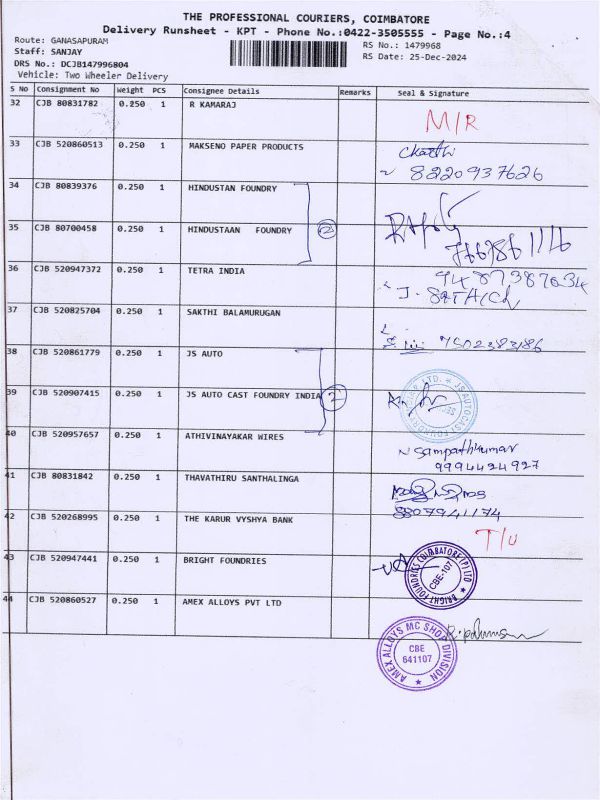 THE PROFESSIONAL COURIERS, COIMBATORE
Delivery Runsheet - KPT - Phone No.:0422-3505555 - Page No.:4
Route: GANASAPURAM
RS No.: 1479968
Staff: SANJAY
RS Date: 25-Dec-2024
DRS No.: DCJB147996804
Vehicle: Two Wheeler Delivery
S No Consignment No Weight PCS Consignee Details Remarks Seal & Signature
32 CJB 80831782 0.250 1 R KAMARAJ M/R
33 CJB 520860513 0.250 1 MAKSENO PAPER PRODUCTS
8220937626
34 CJB 80839376 0.250 1 HINDUSTAN FOUNDRY
35 CJB 80700458 0.250 1 HINDUSTAAN FOUNDRY 2
36 CJB 520947372 0.250 1 TETRA INDIA
37 CJB 520825704 0.250 1 SAKTHI BALAMURUGAN
7502383186
38 CJB 520861779 0.250 1 JS AUTO
39 CJB 520907415 0.250 1 JS AUTO CAST FOUNDRY INDIA 2
40 CJB 520957657 0.250 1 ATHIVINAYAKAR WIRES
N Sampathkumar
9994424927
41 CJB 80831842 0.250 1 THAVATHIRU SANTHALINGA
8807941174
42 CJB 520268995 0.250 1 THE KARUR VYSHYA BANK T/U
43 CJB 520947441 0.250 1 BRIGHT FOUNDRIES
BRIGHT FOUNDRIES COIMBATORE (P) LTD
CBE-107
44 CJB 520860527 0.250 1 AMEX ALLOYS PVT LTD
AMEX ALLOYS MC SHOP DIVISION
CBE
641107